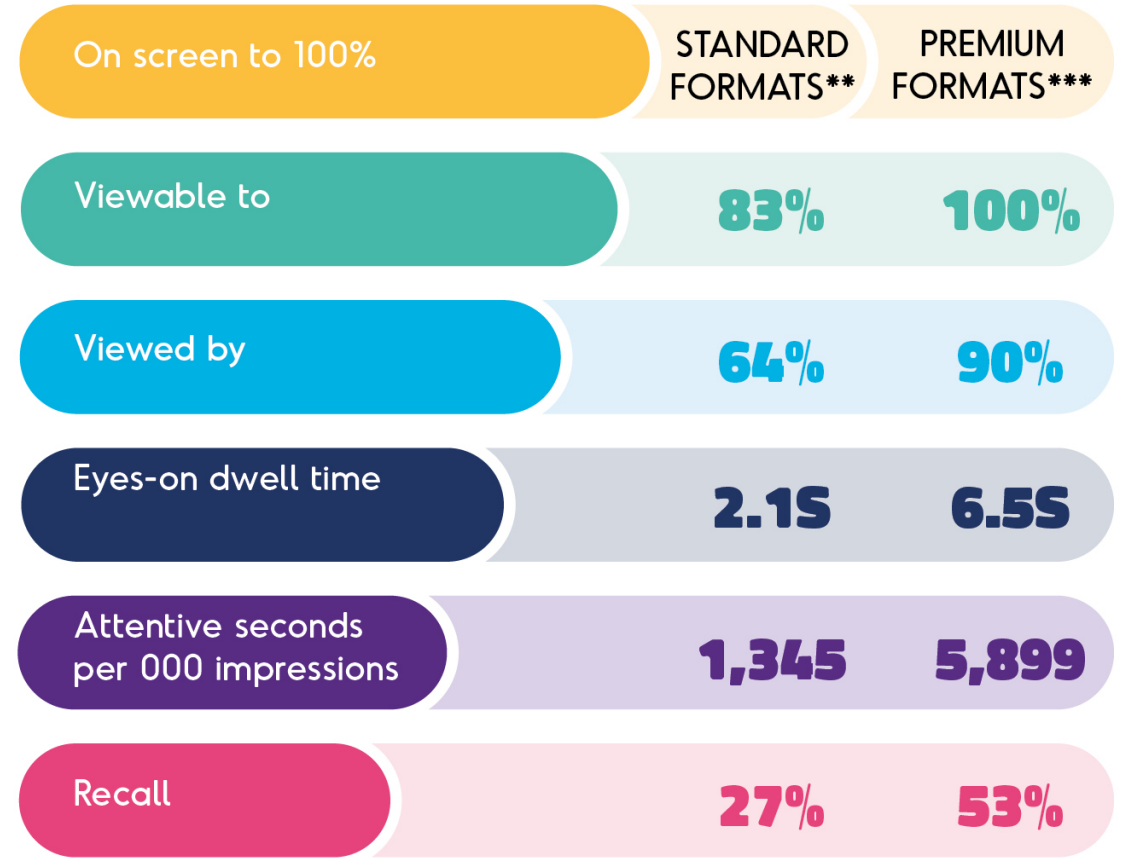 On screen to 100%
STANDARD
FORMATS**
PREMIUM
FORMATS***
Viewable to
83%
100%
Viewed by
64%
90%
Eyes-on dwell time
2.1S
6.5S
Attentive seconds
per 000 impressions
1,345
5,899
Recall
27%
53%